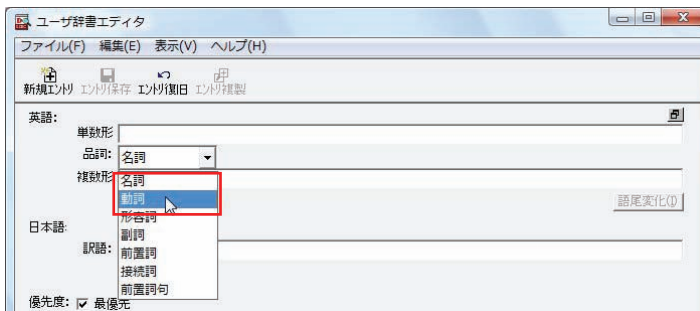 ユーザ辞書エディタ
ファイル(F) 編集(E) 表示(V) ヘルプ(H)
新規エントリ エントリ保存 エントリ復旧 エントリ複製
英語:
単数形
品詞: 名詞
複数形 名詞
動詞
語尾変化(I)
形容詞
日本語:
副詞
訳語: 前置詞
接続詞
前置詞句
優先度: 最優先